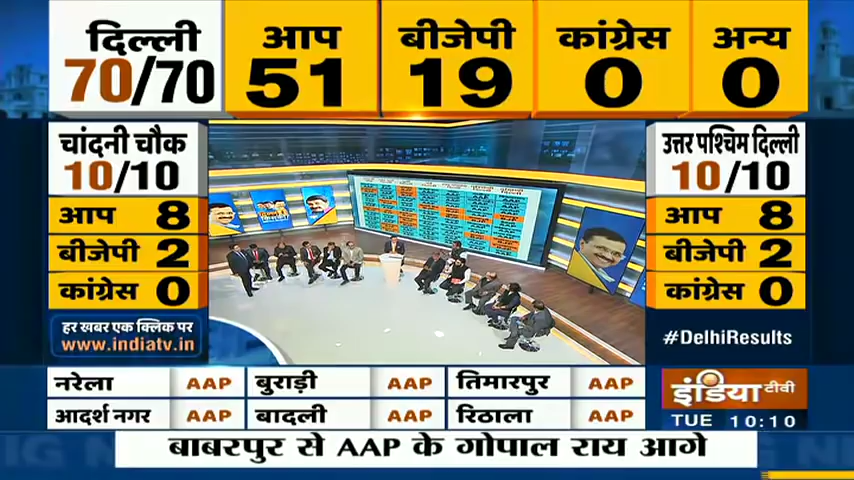 दिल्ली
70/70
आप
51
बीजेपी
19
कांग्रेस
0
अन्य
0
चांदनी चौक
10/10
आप 8
बीजेपी 2
कांग्रेस 0
हर खबर एक क्लिक पर
www.indiatv.in
उत्तर पश्चिम दिल्ली
10/10
आप 8
बीजेपी 2
कांग्रेस 0
#DelhiResults
नरेला AAP बुराड़ी AAP तिमारपुर AAP
आदर्श नगर AAP बादली AAP रिठाला AAP
इंडिया टीवी
TUE 10:10
बाबरपुर से AAP के गोपाल राय आगे